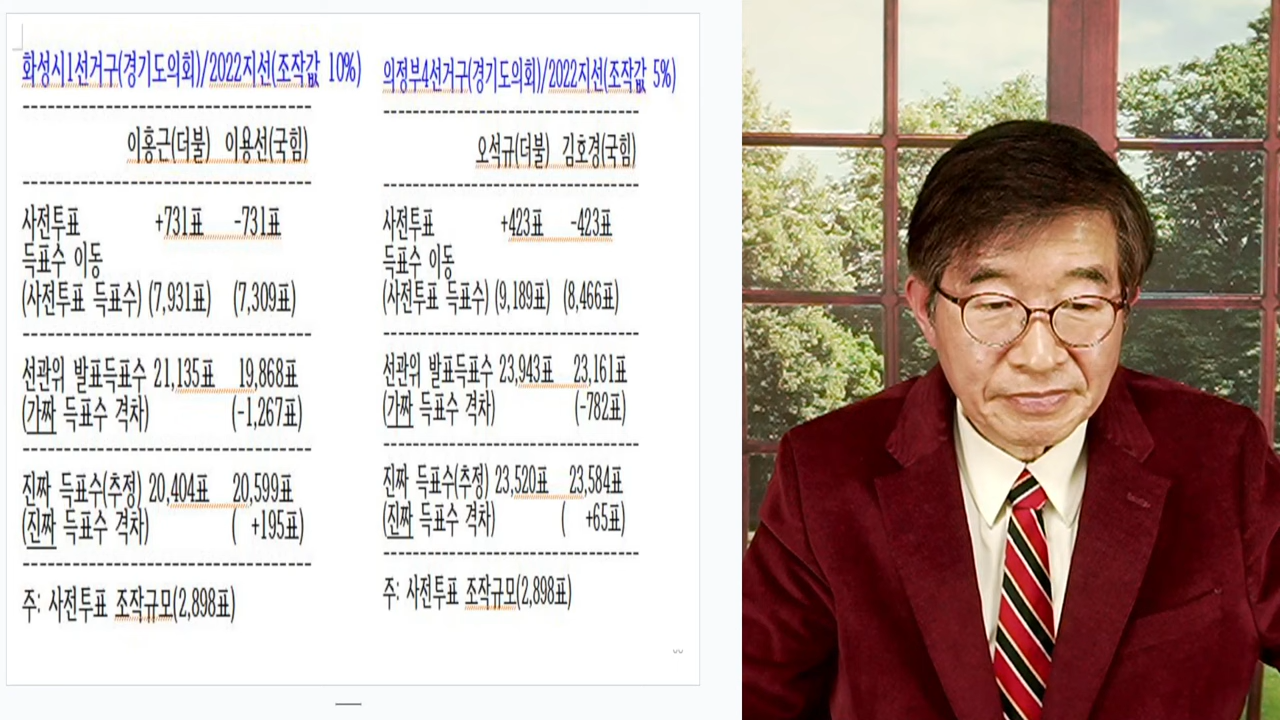 화성시1선거구(경기도의회)/2022지선(조작값 10%)
이홍근(더불) 이용선(국힘)
사전투표 +731표 -731표
득표수 이동
(사전투표 득표수) (7,931표) (7,309표)
선관위 발표득표수 21,135표 19,868표
(가짜 득표수 격차) (-1,267표)
진짜 득표수(추정) 20,404표 20,599표
(진짜 득표수 격차) ( +195표)
주: 사전투표 조작규모(2,898표)
의정부4선거구(경기도의회)/2022지선(조작값 5%)
오석규(더불) 김호경(국힘)
사전투표 +423표 -423표
득표수 이동
(사전투표 득표수) (9,189표) (8,466표)
선관위 발표득표수 23,943표 23,161표
(가짜 득표수 격차) (-782표)
진짜 득표수(추정) 23,520표 23,584표
(진짜 득표수 격차) ( +65표)
주: 사전투표 조작규모(2,898표)